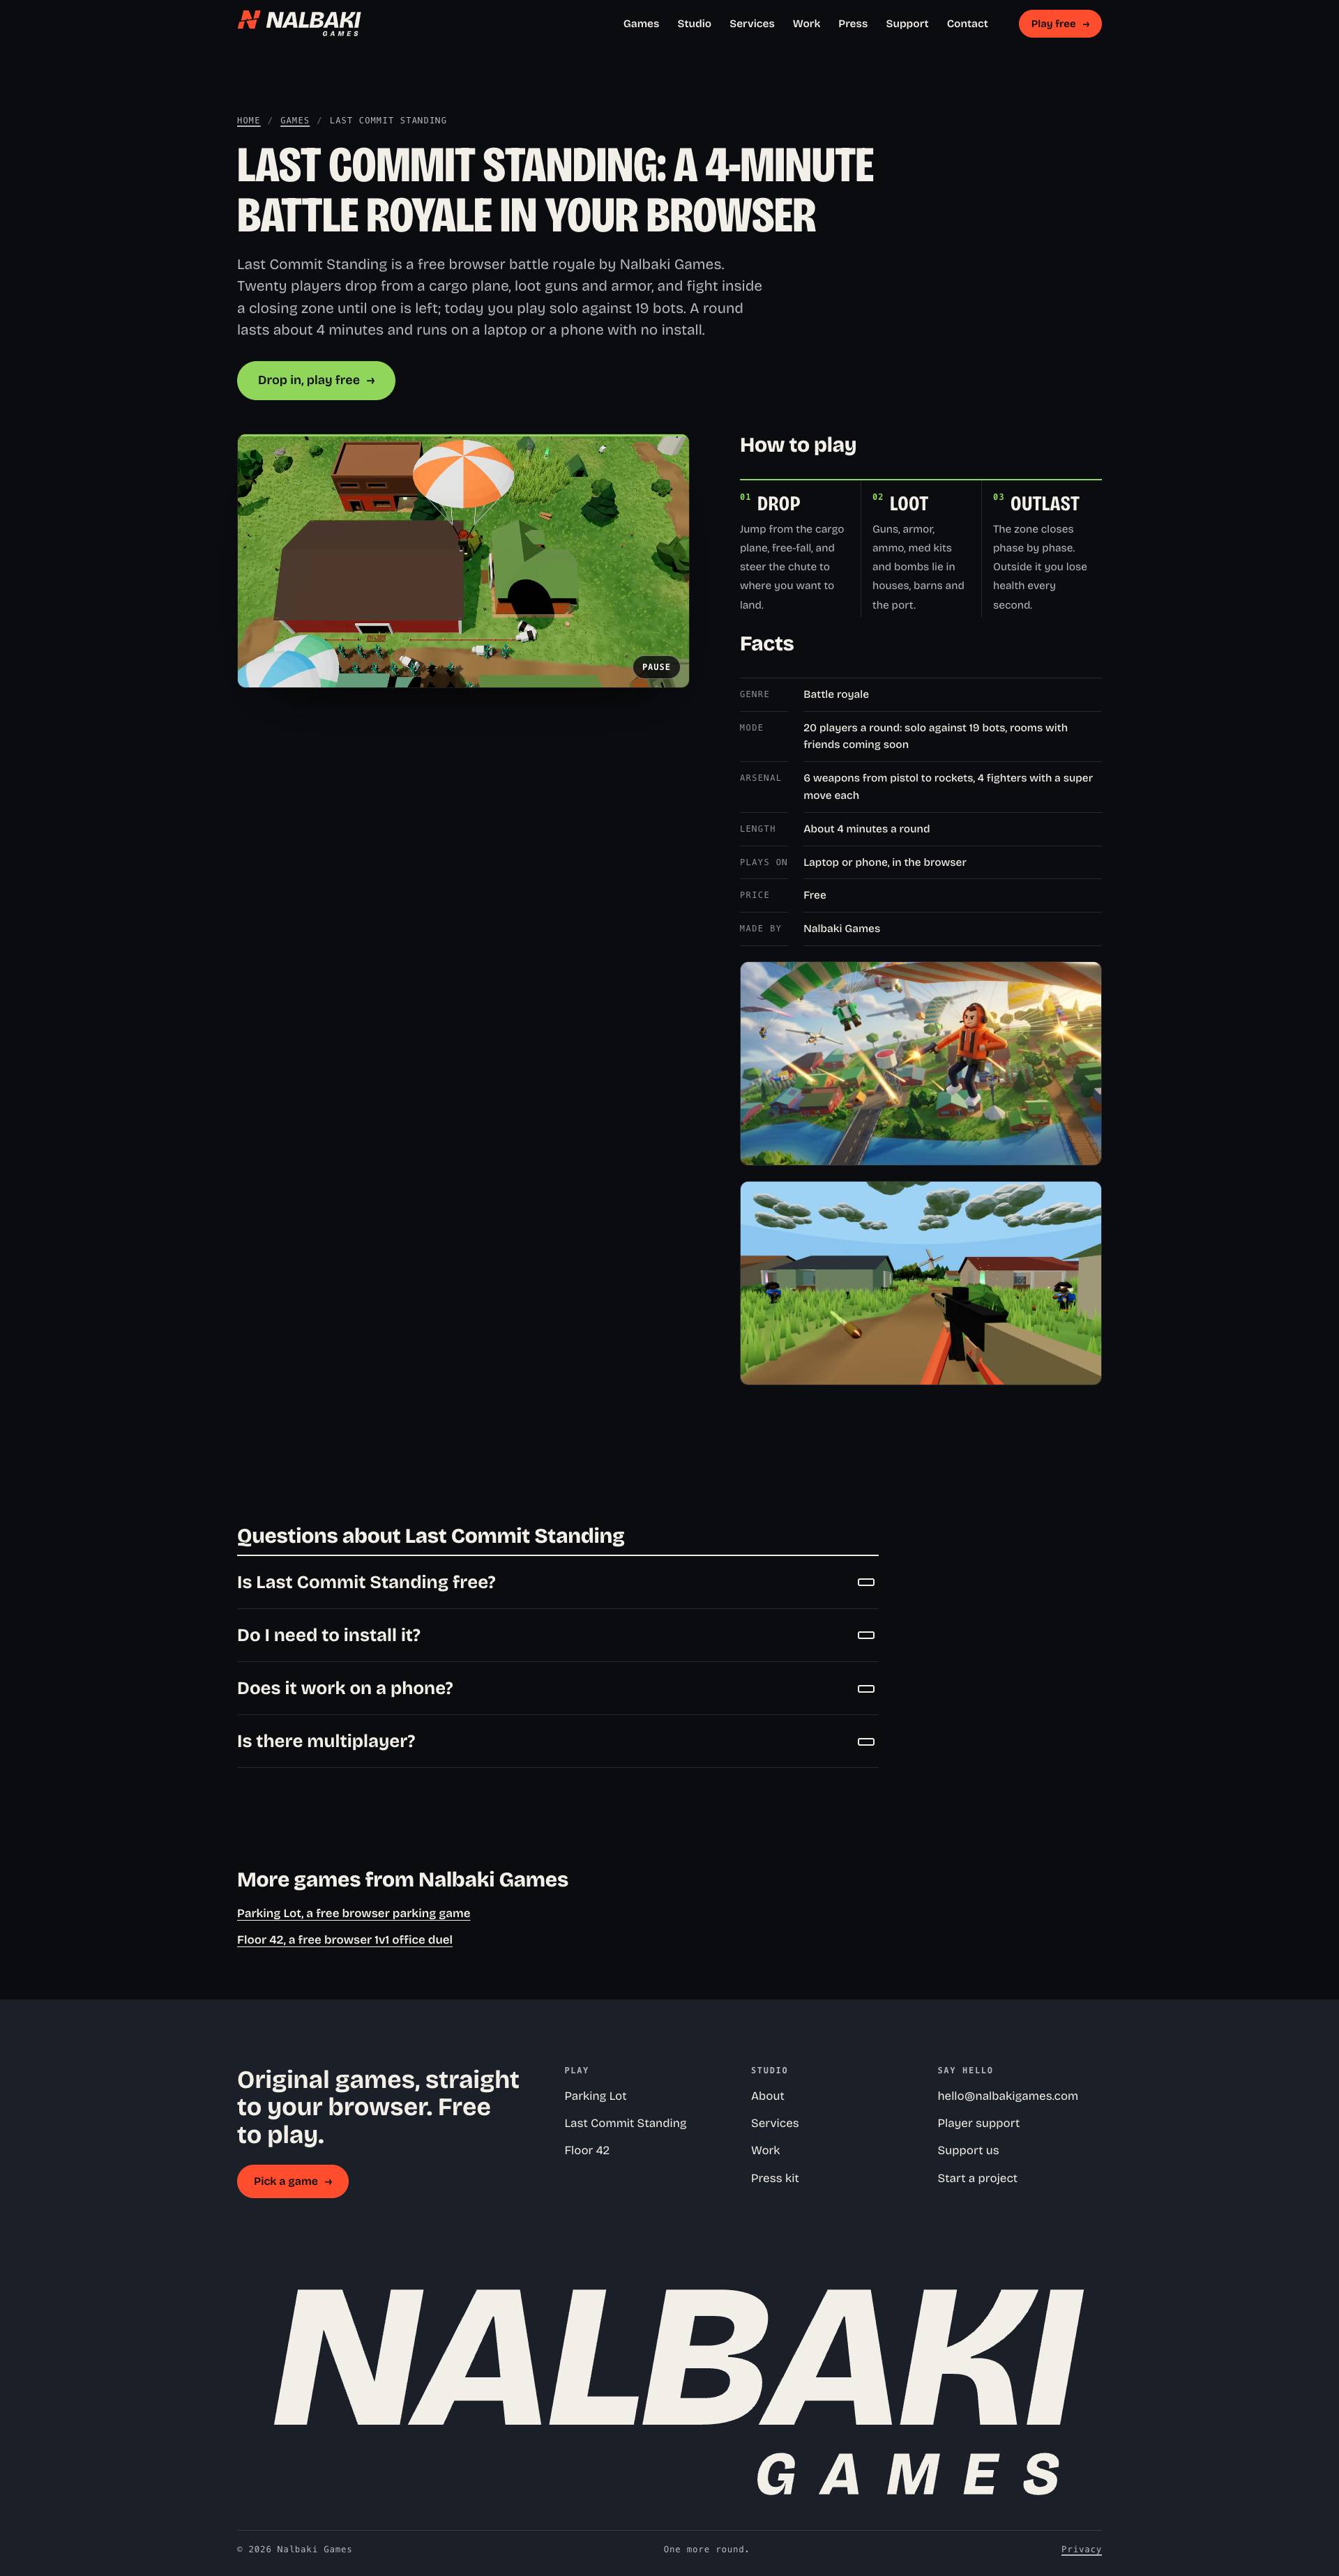 NALBAKI
GAMES
Games
Studio
Services
Work
Press
Support
Contact
Play free →
HOME / GAMES / LAST COMMIT STANDING
LAST COMMIT STANDING: A 4-MINUTE
BATTLE ROYALE IN YOUR BROWSER
Last Commit Standing is a free browser battle royale by Nalbaki Games.
Twenty players drop from a cargo plane, loot guns and armor, and fight inside
a closing zone until one is left; today you play solo against 19 bots. A round
lasts about 4 minutes and runs on a laptop or a phone with no install.
Drop in, play free →
PAUSE
How to play
01 DROP
Jump from the cargo
plane, free-fall, and
steer the chute to
where you want to
land.
02 LOOT
Guns, armor,
ammo, med kits
and bombs lie in
houses, barns and
the port.
03 OUTLAST
The zone closes
phase by phase.
Outside it you lose
health every
second.
Facts
GENRE
Battle royale
MODE
20 players a round: solo against 19 bots, rooms with
friends coming soon
ARSENAL
6 weapons from pistol to rockets, 4 fighters with a super
move each
LENGTH
About 4 minutes a round
PLAYS ON
Laptop or phone, in the browser
PRICE
Free
MADE BY
Nalbaki Games
Questions about Last Commit Standing
Is Last Commit Standing free?
Do I need to install it?
Does it work on a phone?
Is there multiplayer?
More games from Nalbaki Games
Parking Lot, a free browser parking game
Floor 42, a free browser 1v1 office duel
Original games, straight
to your browser. Free
to play.
Pick a game →
PLAY
Parking Lot
Last Commit Standing
Floor 42
STUDIO
About
Services
Work
Press kit
SAY HELLO
hello@nalbakigames.com
Player support
Support us
Start a project
NALBAKI
GAMES
© 2026 Nalbaki Games
One more round.
Privacy